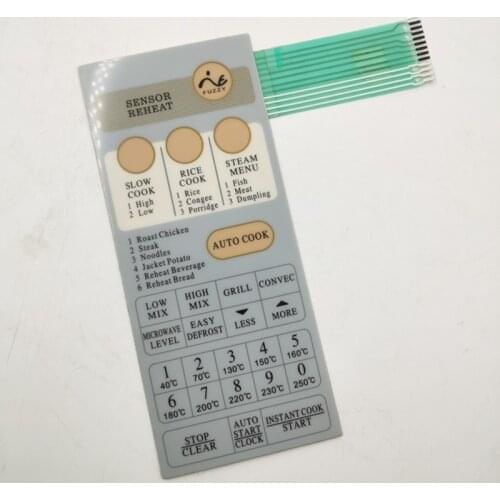 FUZZY
SENSOR
REHEAT
SLOW
COOK
1 High
2 Low
RICE
COOK
1 Rice
2 Congee
3 Porridge
STEAM
MENU
1 Fish
2 Meat
3 Dumpling
1 Roast Chicken
2 Steak
3 Noodles
4 Jacket Potato
5 Reheat Beverage
6 Reheat Bread
AUTO COOK
LOW
MIX
HIGH
MIX
GRILL
CONVEC
MICROWAVE
LEVEL
EASY
DEFROST
LESS
MORE
1
40°C
2
70°C
3
130°C
4
150°C
5
160°C
6
180°C
7
200°C
8
220°C
9
230°C
0
250°C
STOP
CLEAR
AUTO
START
CLOCK
INSTANT COOK
START